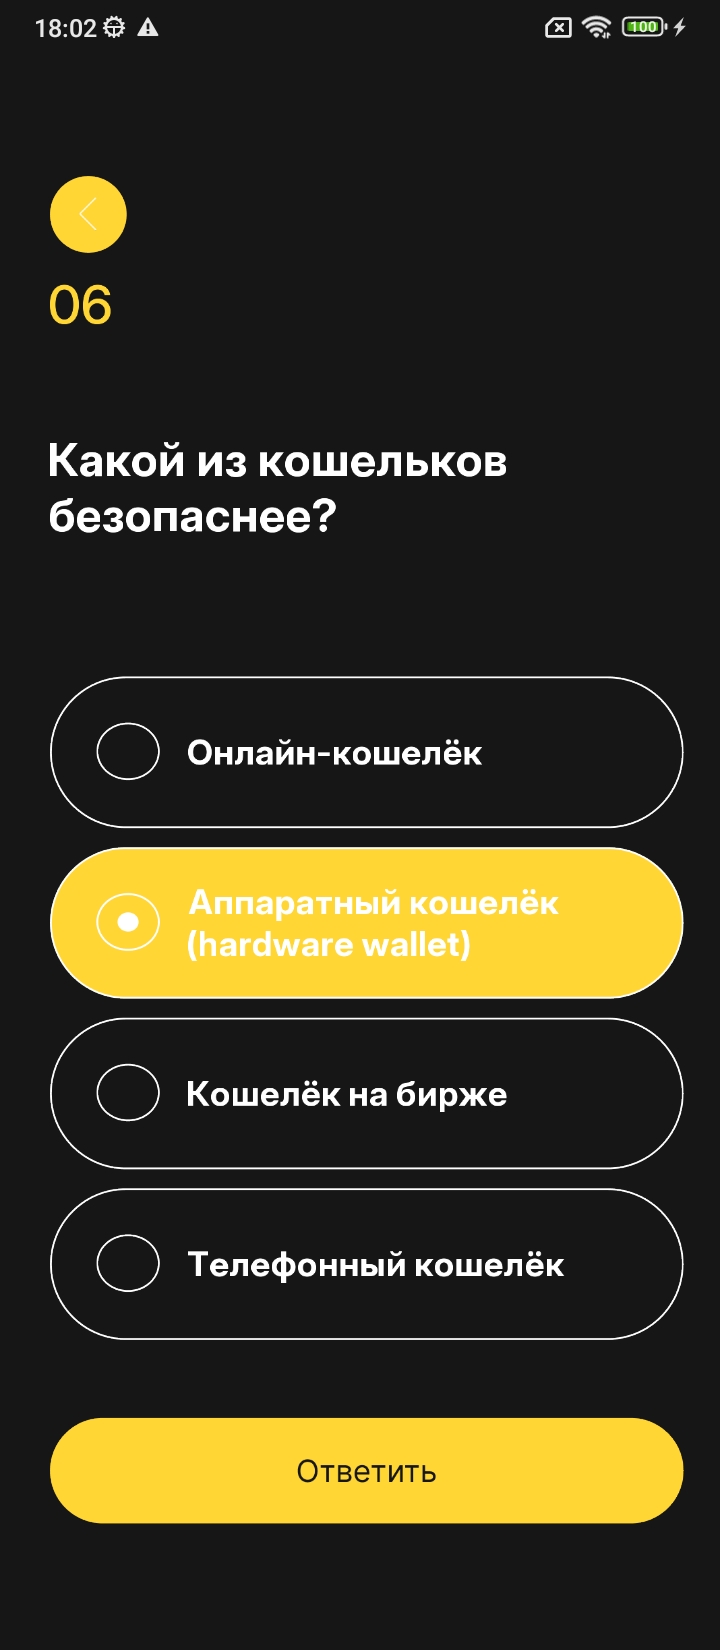 18:02
100
06
Какой из кошельков
безопаснее?
Онлайн-кошелёк
Аппаратный кошелёк
(hardware wallet)
Кошелёк на бирже
Телефонный кошелёк
Ответить